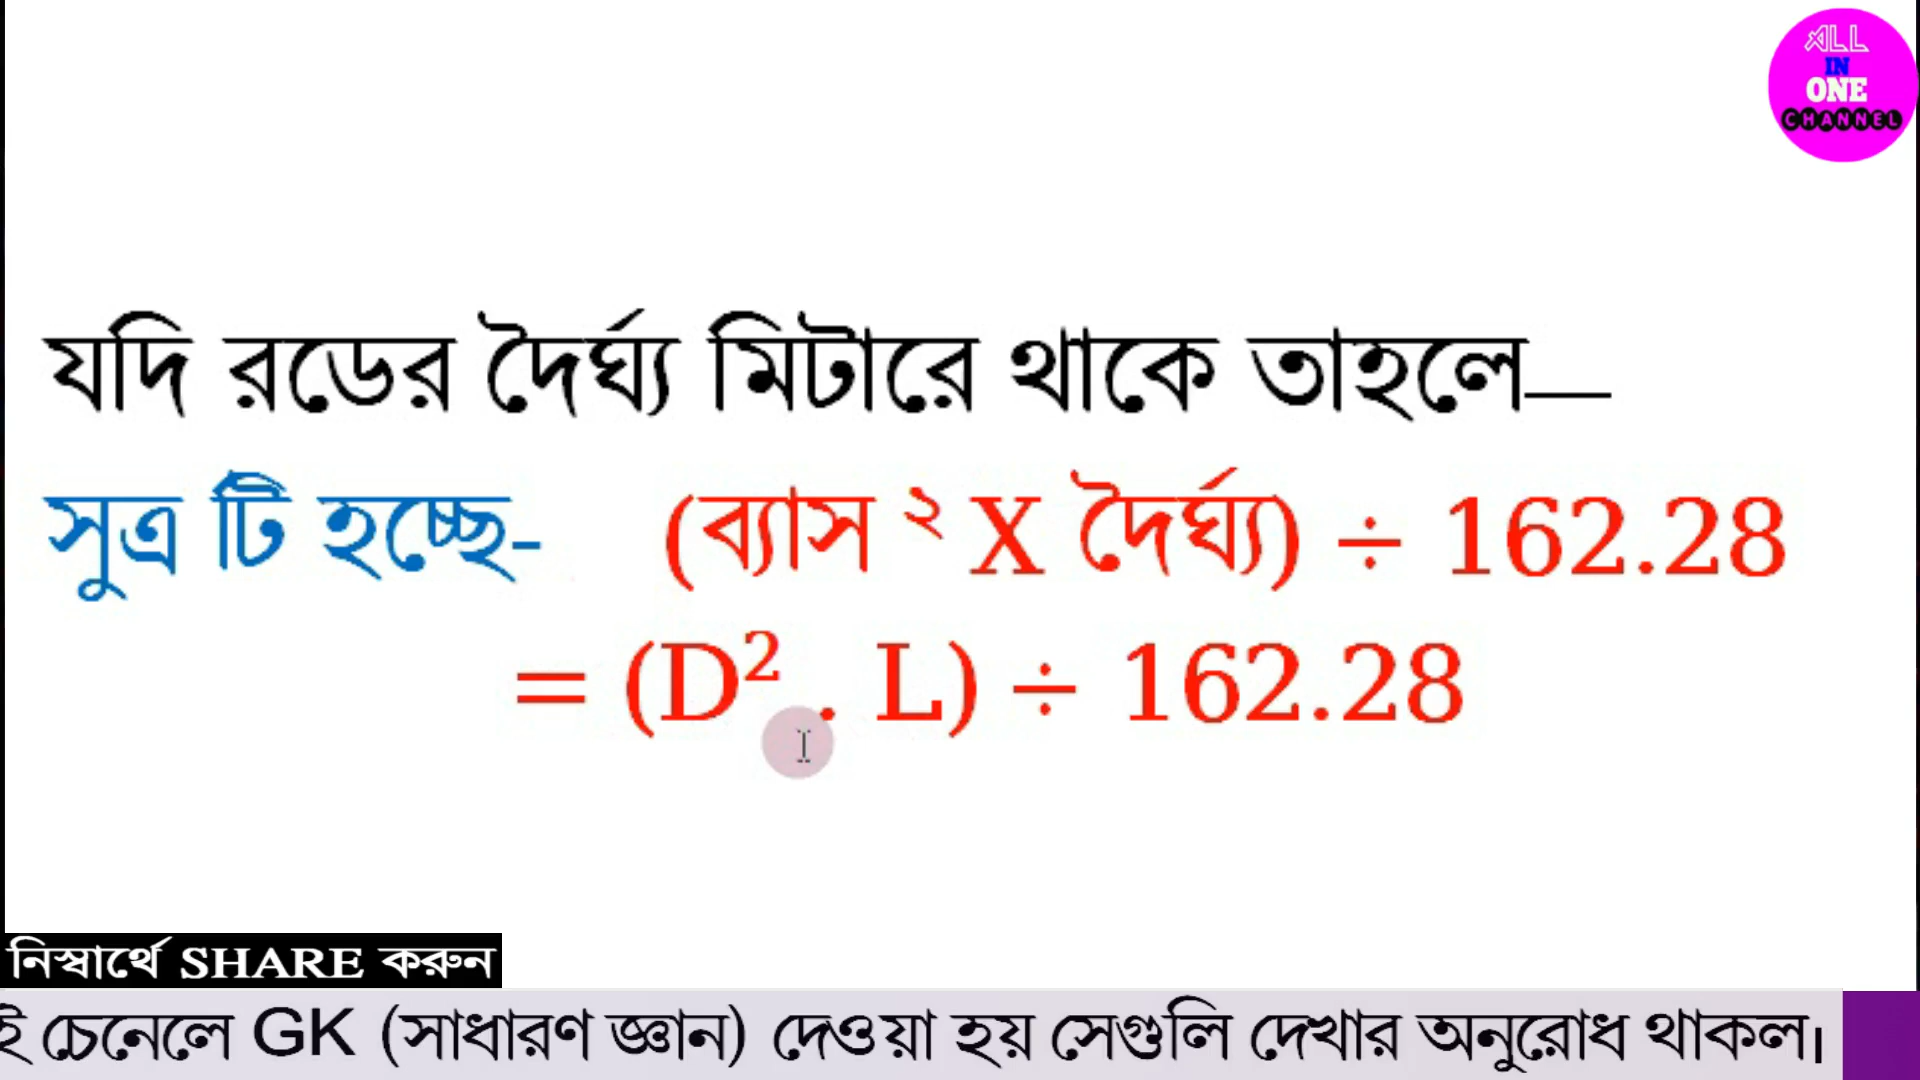 ALL
IN
ONE
CHANNEL
যদি রডের দৈর্ঘ্য মিটারে থাকে তাহলে—
সুত্র টি হচ্ছে- (ব্যাস ২ X দৈর্ঘ্য) ÷ 162.28
= (D² . L) ÷ 162.28
নিস্বার্থে SHARE করুন
ই চেনেলে GK (সাধারণ জ্ঞান) দেওয়া হয় সেগুলি দেখার অনুরোধ থাকল।